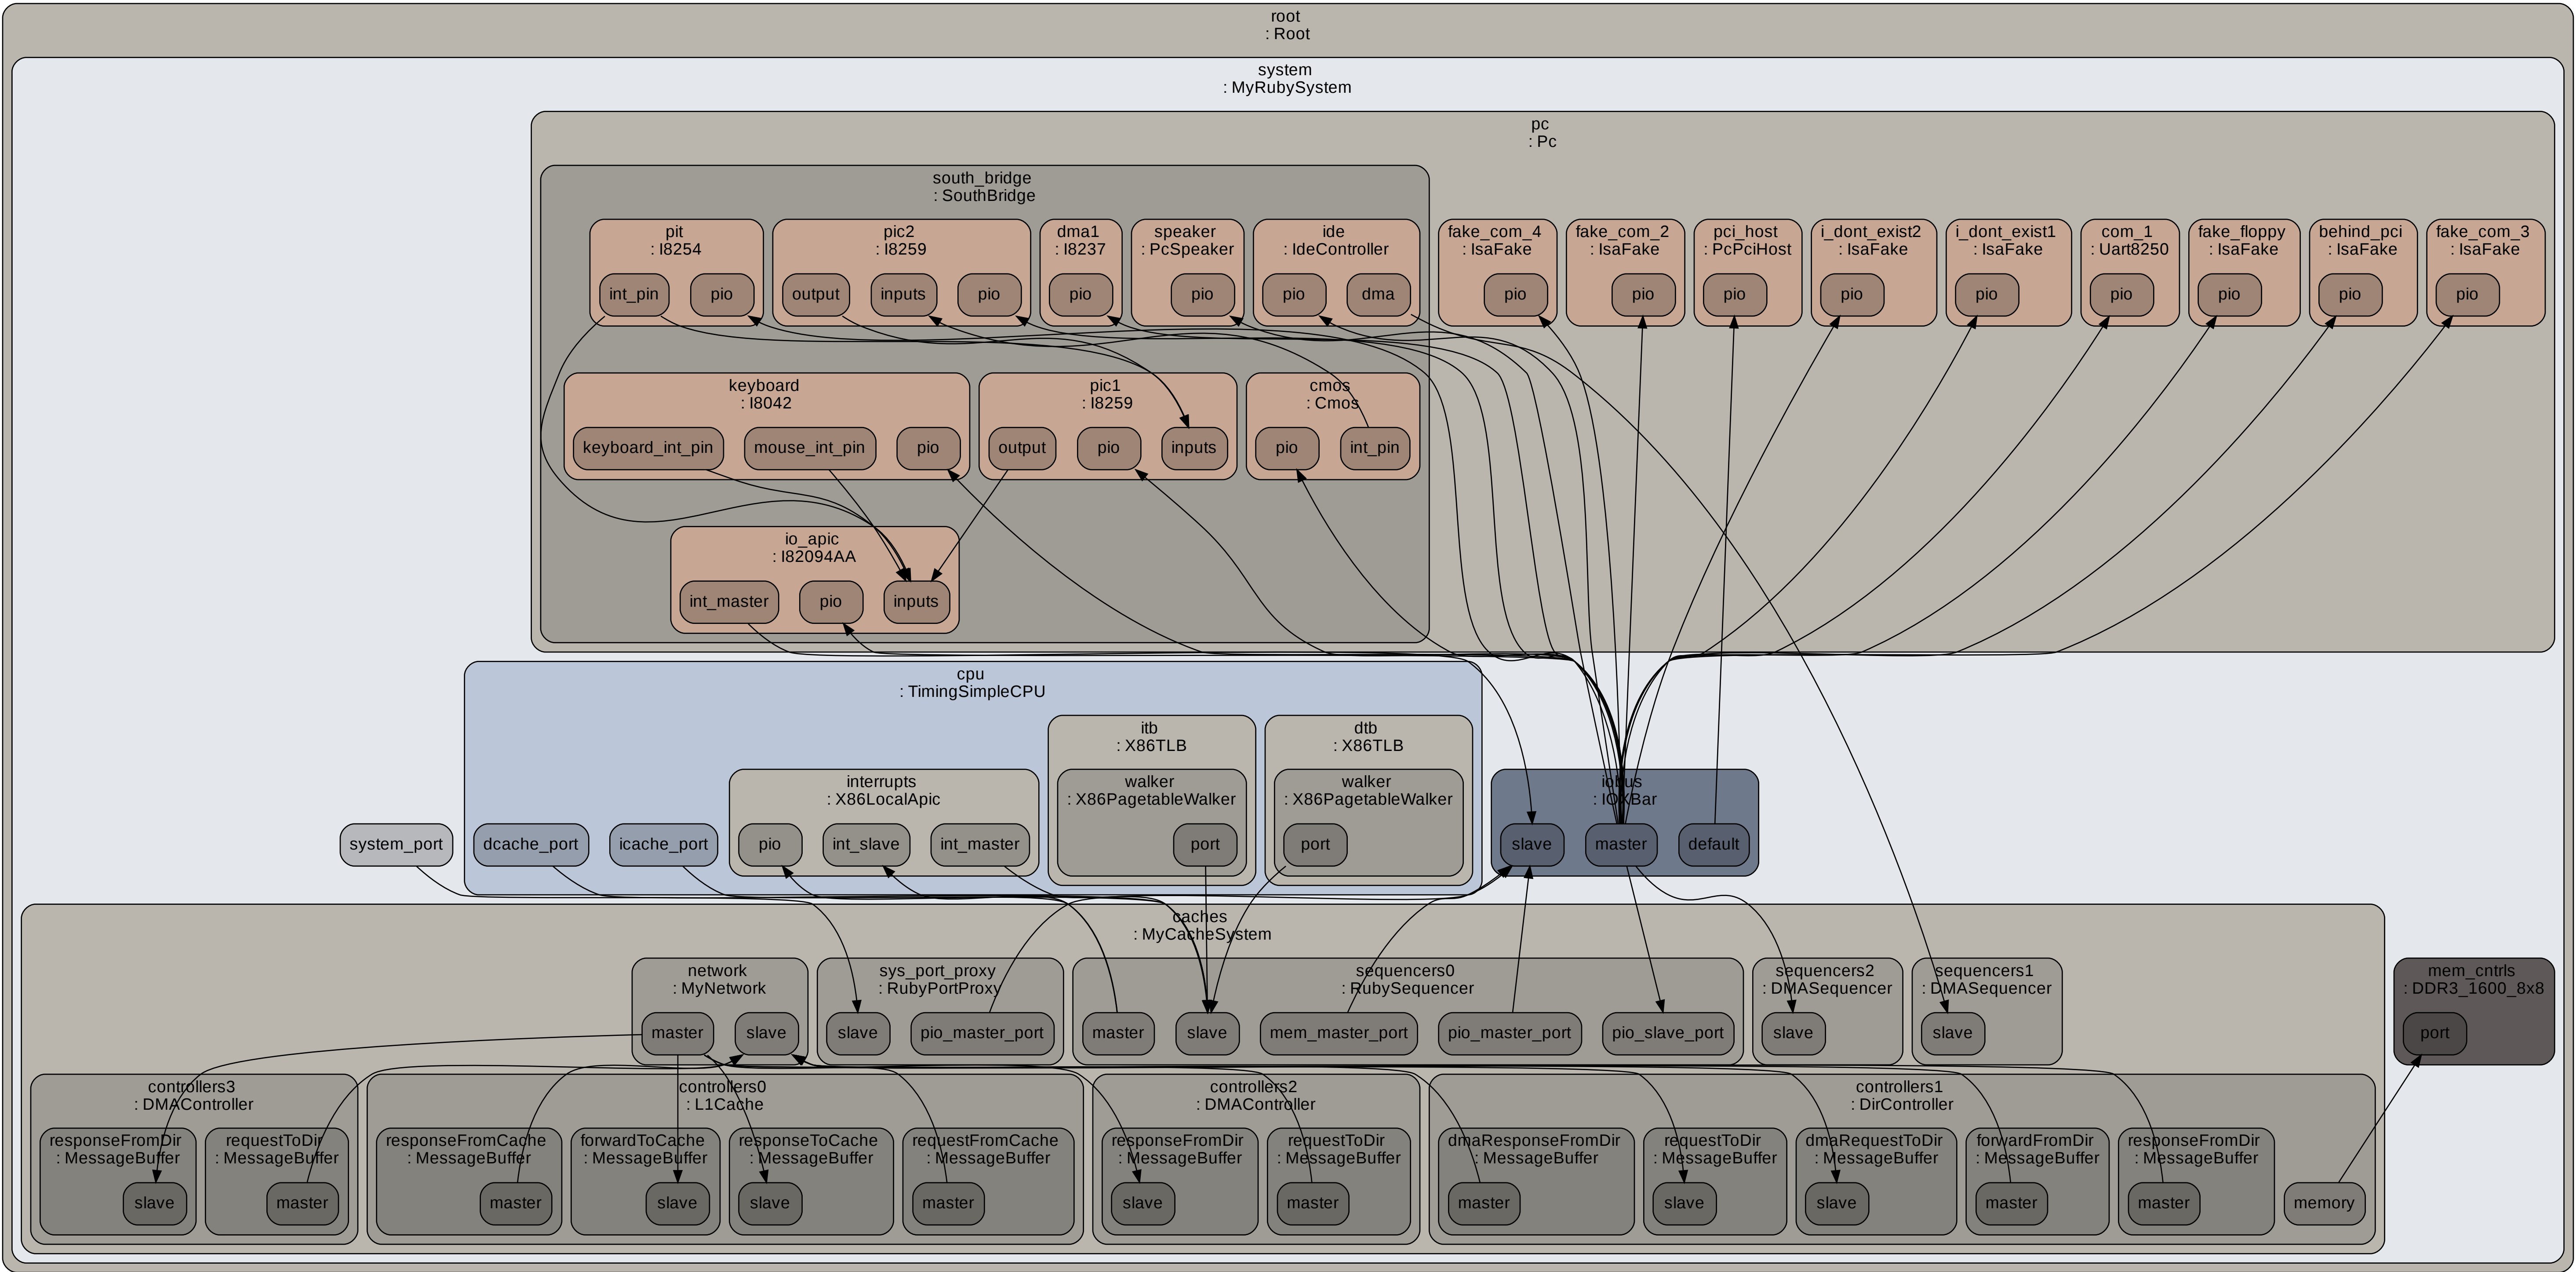 root
: Root
system
: MyRubySystem
pc
: Pc
south_bridge
: SouthBridge
pit
: I8254
int_pin
pio
pic2
: I8259
output
inputs
pio
dma1
: I8237
pio
speaker
: PcSpeaker
pio
ide
: IdeController
pio
dma
fake_com_4
: IsaFake
pio
fake_com_2
: IsaFake
pio
pci_host
: PcPciHost
pio
i_dont_exist2
: IsaFake
pio
i_dont_exist1
: IsaFake
pio
com_1
: Uart8250
pio
fake_floppy
: IsaFake
pio
behind_pci
: IsaFake
pio
fake_com_3
: IsaFake
pio
keyboard
: I8042
keyboard_int_pin
mouse_int_pin
pio
pic1
: I8259
output
pio
inputs
cmos
: Cmos
pio
int_pin
io_apic
: I82094AA
int_master
pio
inputs
cpu
: TimingSimpleCPU
system_port
dcache_port
icache_port
interrupts
: X86LocalApic
pio
int_slave
int_master
itb
: X86TLB
walker
: X86PagetableWalker
port
dtb
: X86TLB
walker
: X86PagetableWalker
port
iobus
: IOXBar
slave
master
default
caches
: MyCacheSystem
network
: MyNetwork
master
slave
sys_port_proxy
: RubyPortProxy
slave
pio_master_port
sequencers0
: RubySequencer
master
slave
mem_master_port
pio_master_port
pio_slave_port
sequencers2
: DMASequencer
slave
sequencers1
: DMASequencer
slave
mem_cntrls
: DDR3_1600_8x8
port
controllers3
: DMAController
responseFromDir
: MessageBuffer
slave
requestToDir
: MessageBuffer
master
controllers0
: L1Cache
responseFromCache
: MessageBuffer
master
forwardToCache
: MessageBuffer
slave
responseToCache
: MessageBuffer
slave
requestFromCache
: MessageBuffer
master
controllers2
: DMAController
responseFromDir
: MessageBuffer
slave
requestToDir
: MessageBuffer
master
controllers1
: DirController
dmaResponseFromDir
: MessageBuffer
master
requestToDir
: MessageBuffer
slave
dmaRequestToDir
: MessageBuffer
slave
forwardFromDir
: MessageBuffer
master
responseFromDir
: MessageBuffer
master
memory